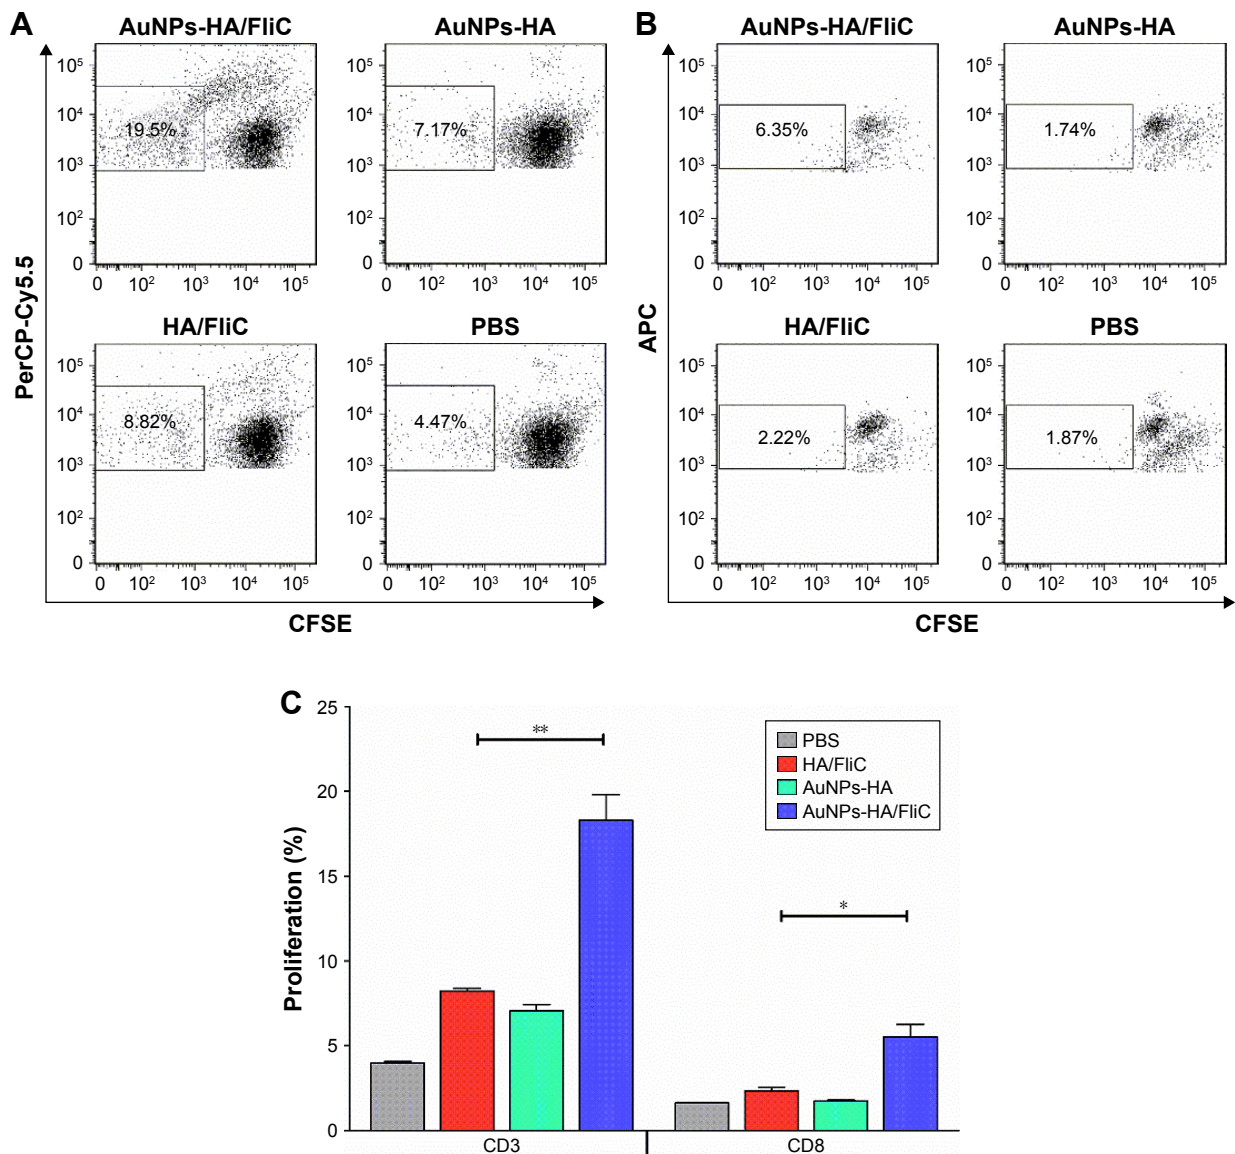 A
AuNPs-HA/FliC
AuNPs-HA
10⁵
10⁴
10³
10²
0
19.5%
0 10² 10³ 10⁴ 10⁵
10⁵
10⁴
10³
10²
0
7.17%
0 10² 10³ 10⁴ 10⁵
HA/FliC
PBS
10⁵
10⁴
10³
10²
0
8.82%
0 10² 10³ 10⁴ 10⁵
10⁵
10⁴
10³
10²
0
4.47%
0 10² 10³ 10⁴ 10⁵
PerCP-Cy5.5
CFSE
B
AuNPs-HA/FliC
AuNPs-HA
10⁵
10⁴
10³
10²
0
6.35%
0 10² 10³ 10⁴ 10⁵
10⁵
10⁴
10³
10²
0
1.74%
0 10² 10³ 10⁴ 10⁵
HA/FliC
PBS
10⁵
10⁴
10³
10²
0
2.22%
0 10² 10³ 10⁴ 10⁵
10⁵
10⁴
10³
10²
0
1.87%
0 10² 10³ 10⁴ 10⁵
APC
CFSE
C
25
20
15
10
5
0
Proliferation (%)
**
*
PBS
HA/FliC
AuNPs-HA
AuNPs-HA/FliC
CD3
CD8